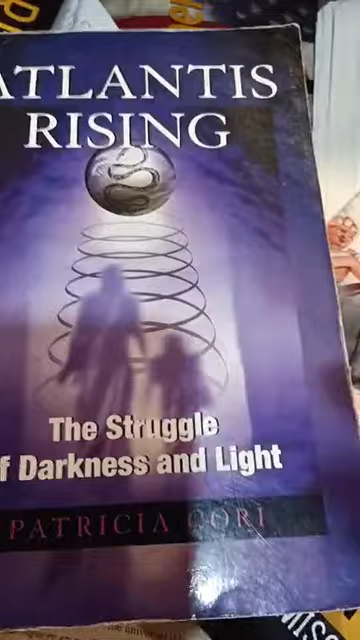 ATLANTIS
RISING
The Struggle
f Darkness and Light
PATRICIA CORI